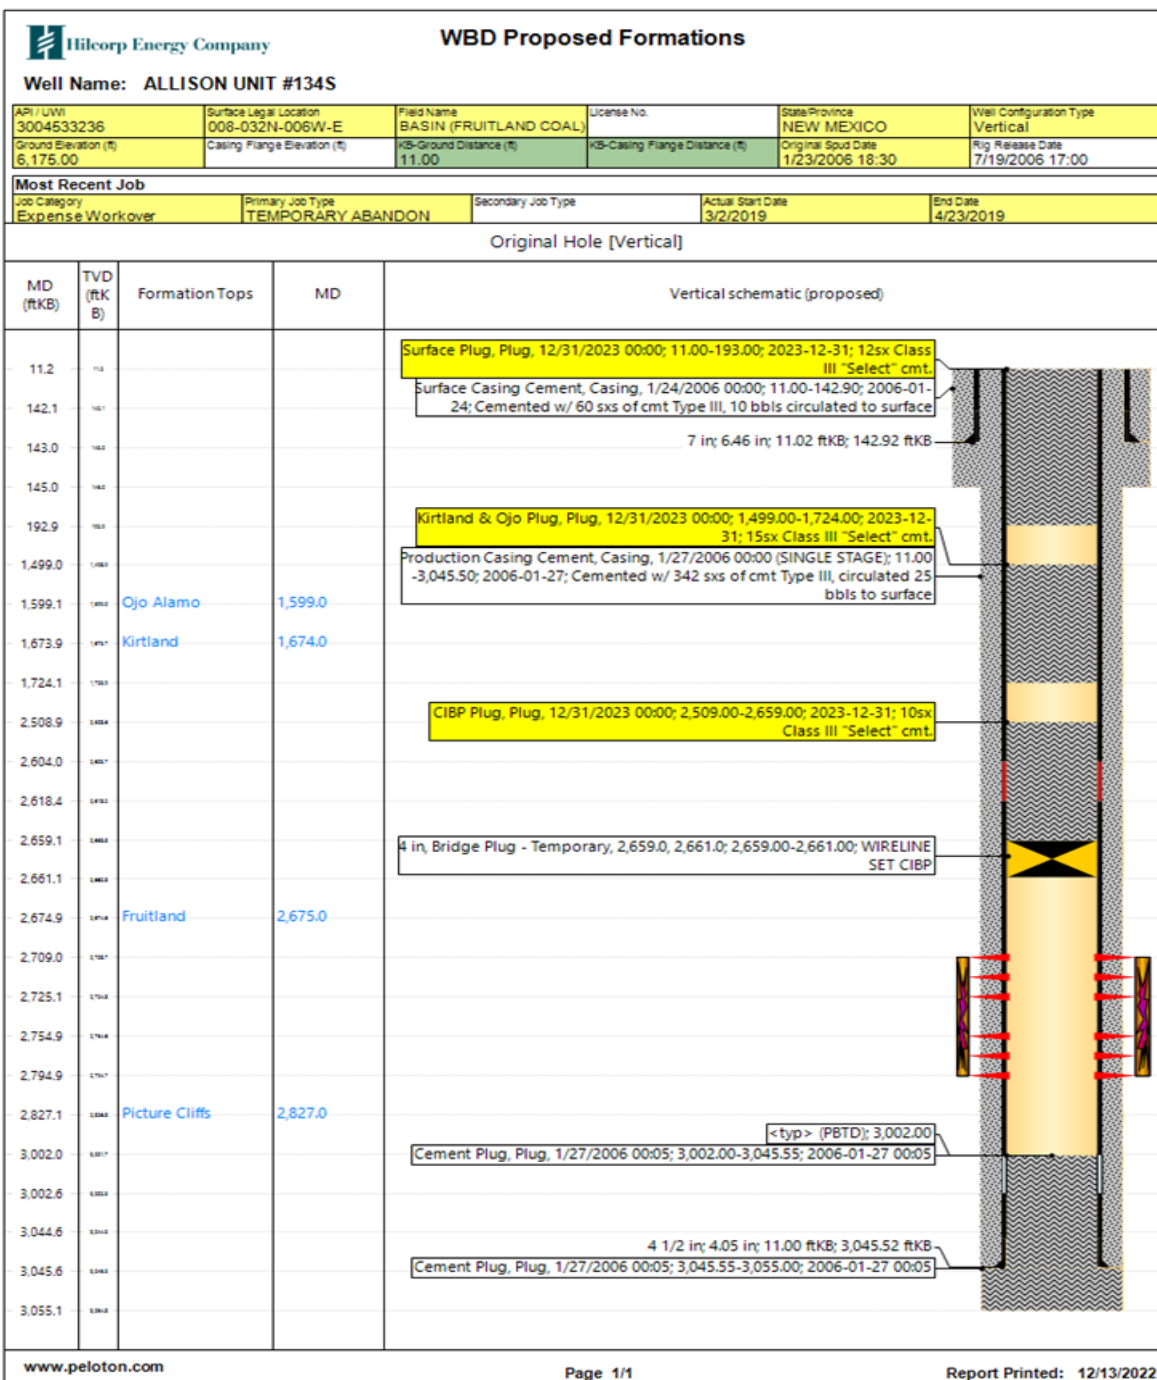 Hilcorp Energy Company
WBD Proposed Formations
Well Name: ALLISON UNIT #134S
API / UWI
3004533236
Surface Legal Location
008-032N-006W-E
Field Name
BASIN (FRUITLAND COAL)
License No.
State/Province
NEW MEXICO
Well Configuration Type
Vertical
Ground Elevation (ft)
6,175.00
Casing Flange Elevation (ft)
KB-Ground Distance (ft)
11.00
KB-Casing Flange Distance (ft)
Original Spud Date
1/23/2006 18:30
Rig Release Date
7/19/2006 17:00
Most Recent Job
Job Category
Expense Workover
Primary Job Type
TEMPORARY ABANDON
Secondary Job Type
Actual Start Date
3/2/2019
End Date
4/23/2019
Original Hole [Vertical]
MD
(ftKB)
TVD
(ftK
B)
Formation Tops
MD
Vertical schematic (proposed)
Surface Plug, Plug, 12/31/2023 00:00; 11.00-193.00; 2023-12-31; 12sx Class
III "Select" cmt.
11.2
Surface Casing Cement, Casing, 1/24/2006 00:00; 11.00-142.90; 2006-01-
24; Cemented w/ 60 sxs of cmt Type III, 10 bbls circulated to surface
142.1
7 in; 6.46 in; 11.02 ftKB; 142.92 ftKB
143.0
145.0
Kirtland & Ojo Plug, Plug, 12/31/2023 00:00; 1,499.00-1,724.00; 2023-12-
31; 15sx Class III "Select" cmt.
192.9
Production Casing Cement, Casing, 1/27/2006 00:00 (SINGLE STAGE); 11.00
-3,045.50; 2006-01-27; Cemented w/ 342 sxs of cmt Type III, circulated 25
bbls to surface
1,499.0
1,599.1
Ojo Alamo
1,599.0
1,673.9
Kirtland
1,674.0
1,724.1
CIBP Plug, Plug, 12/31/2023 00:00; 2,509.00-2,659.00; 2023-12-31; 10sx
Class III "Select" cmt.
2,508.9
2,604.0
2,618.4
2,659.1
4 in, Bridge Plug - Temporary, 2,659.0, 2,661.0; 2,659.00-2,661.00; WIRELINE
SET CIBP
2,661.1
2,674.9
Fruitland
2,675.0
2,709.0
2,725.1
2,754.9
2,794.9
2,827.1
Picture Cliffs
2,827.0
<typ> (PBTD); 3,002.00
3,002.0
Cement Plug, Plug, 1/27/2006 00:05; 3,002.00-3,045.55; 2006-01-27 00:05
3,002.6
3,044.6
4 1/2 in; 4.05 in; 11.00 ftKB; 3,045.52 ftKB
3,045.6
Cement Plug, Plug, 1/27/2006 00:05; 3,045.55-3,055.00; 2006-01-27 00:05
3,055.1
www.peloton.com
Page 1/1
Report Printed: 12/13/2022